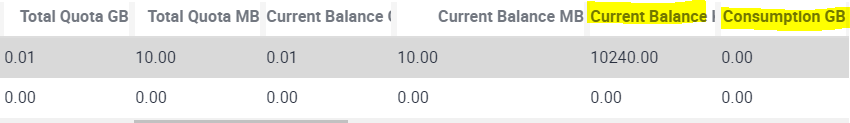 Total Quota GB Total Quota MB Current Balance Current Balance MB Current Balance Consumption GB
0.01 10.00 0.01 10.00 10240.00 0.00
0.00 0.00 0.00 0.00 0.00 0.00